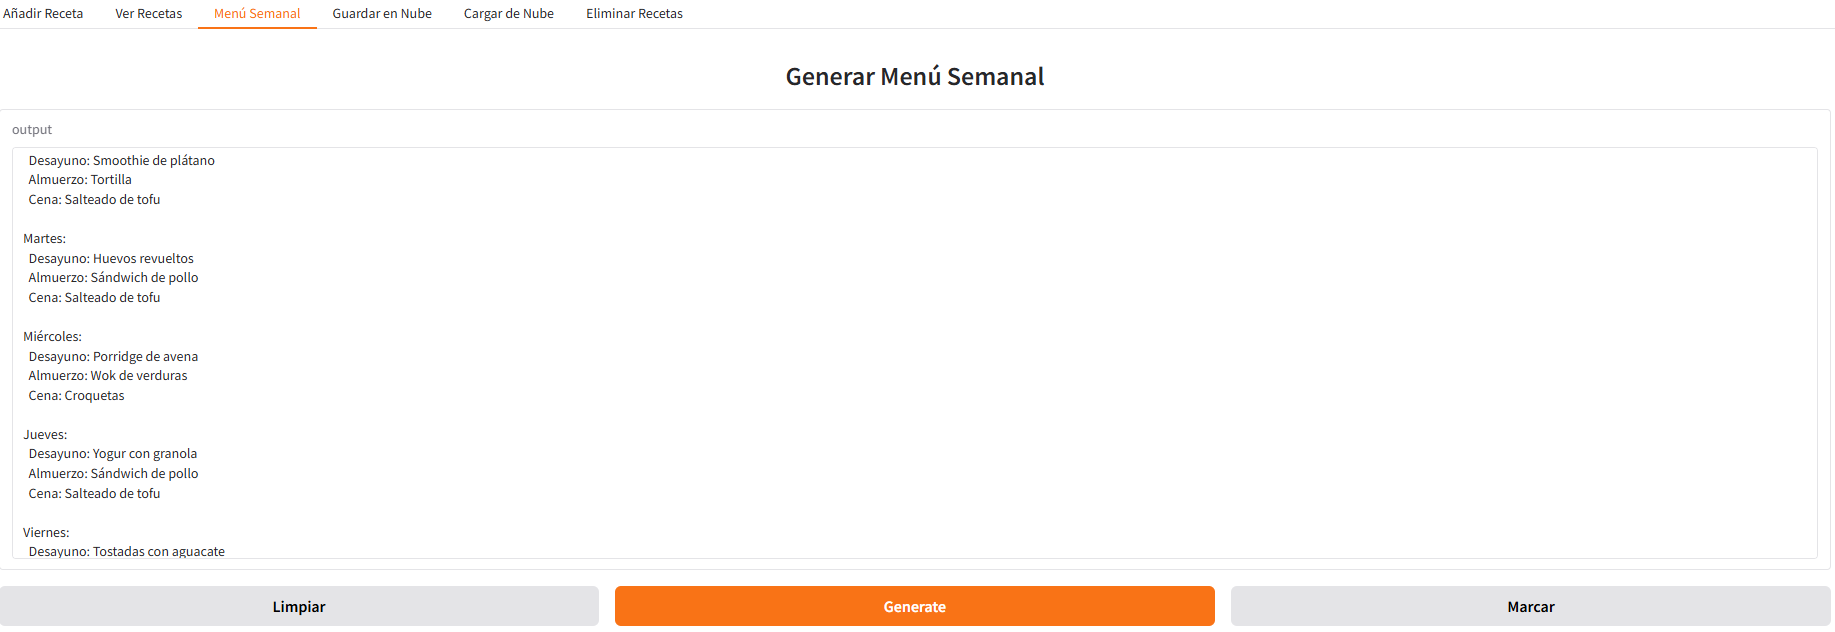 Añadir Receta Ver Recetas Menú Semanal Guardar en Nube Cargar de Nube Eliminar Recetas
Generar Menú Semanal
output
Desayuno: Smoothie de plátano
Almuerzo: Tortilla
Cena: Salteado de tofu
Martes:
Desayuno: Huevos revueltos
Almuerzo: Sándwich de pollo
Cena: Salteado de tofu
Miércoles:
Desayuno: Porridge de avena
Almuerzo: Wok de verduras
Cena: Croquetas
Jueves:
Desayuno: Yogur con granola
Almuerzo: Sándwich de pollo
Cena: Salteado de tofu
Viernes:
Desayuno: Tostadas con aguacate
Limpiar Generate Marcar